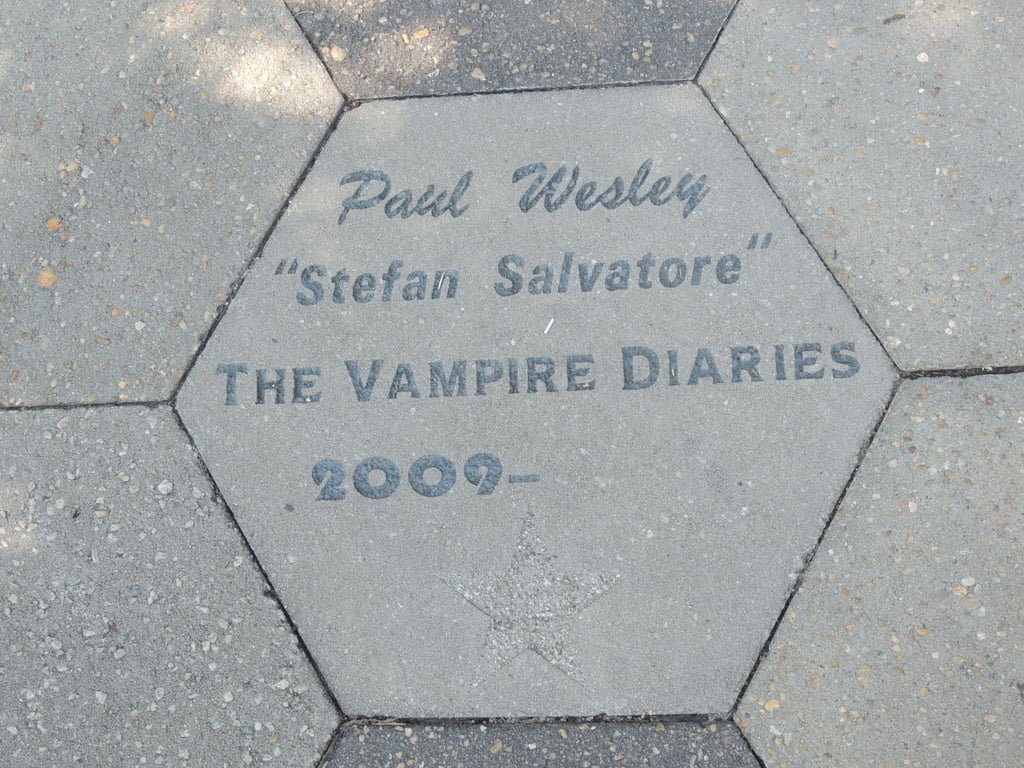 Paul Wesley
"Stefan Salvatore"
THE VAMPIRE DIARIES
2009–